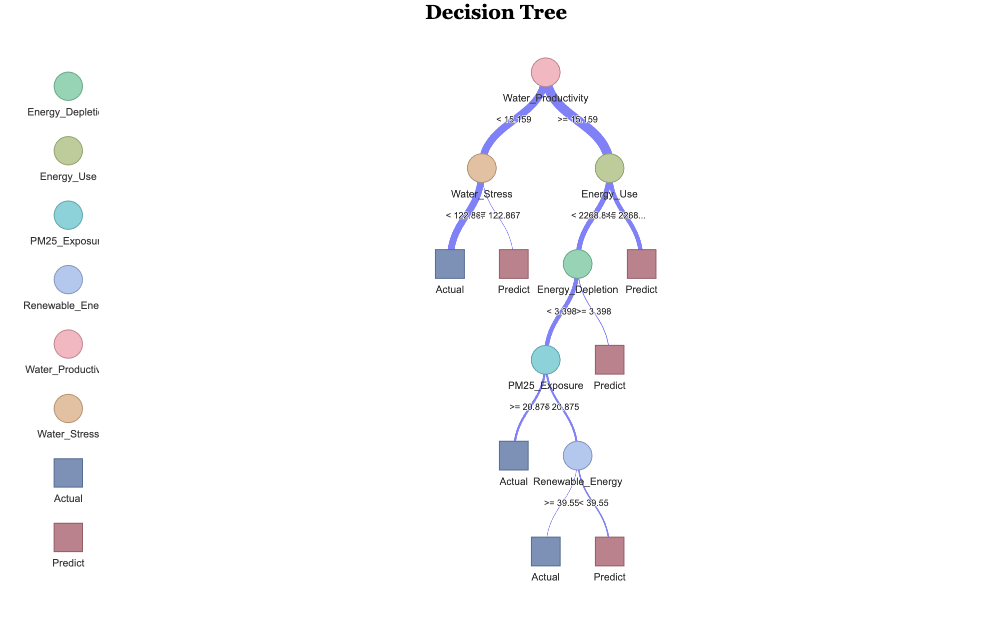 Decision Tree
Energy_Depleti
Energy_Use
PM25_Exposur
Renewable_Ene
Water_Productiv
Water_Stress
Actual
Predict
Water_Productivity
< 15.159
>= 15.159
Water_Stress
Energy_Use
< 122.867
122.867
< 2268.845
2268...
Actual
Predict
Energy_Depletion
Predict
< 3.398
>= 3.398
PM25_Exposure
Predict
>= 20.875
20.875
Actual
Renewable_Energy
>= 39.55
< 39.55
Actual
Predict